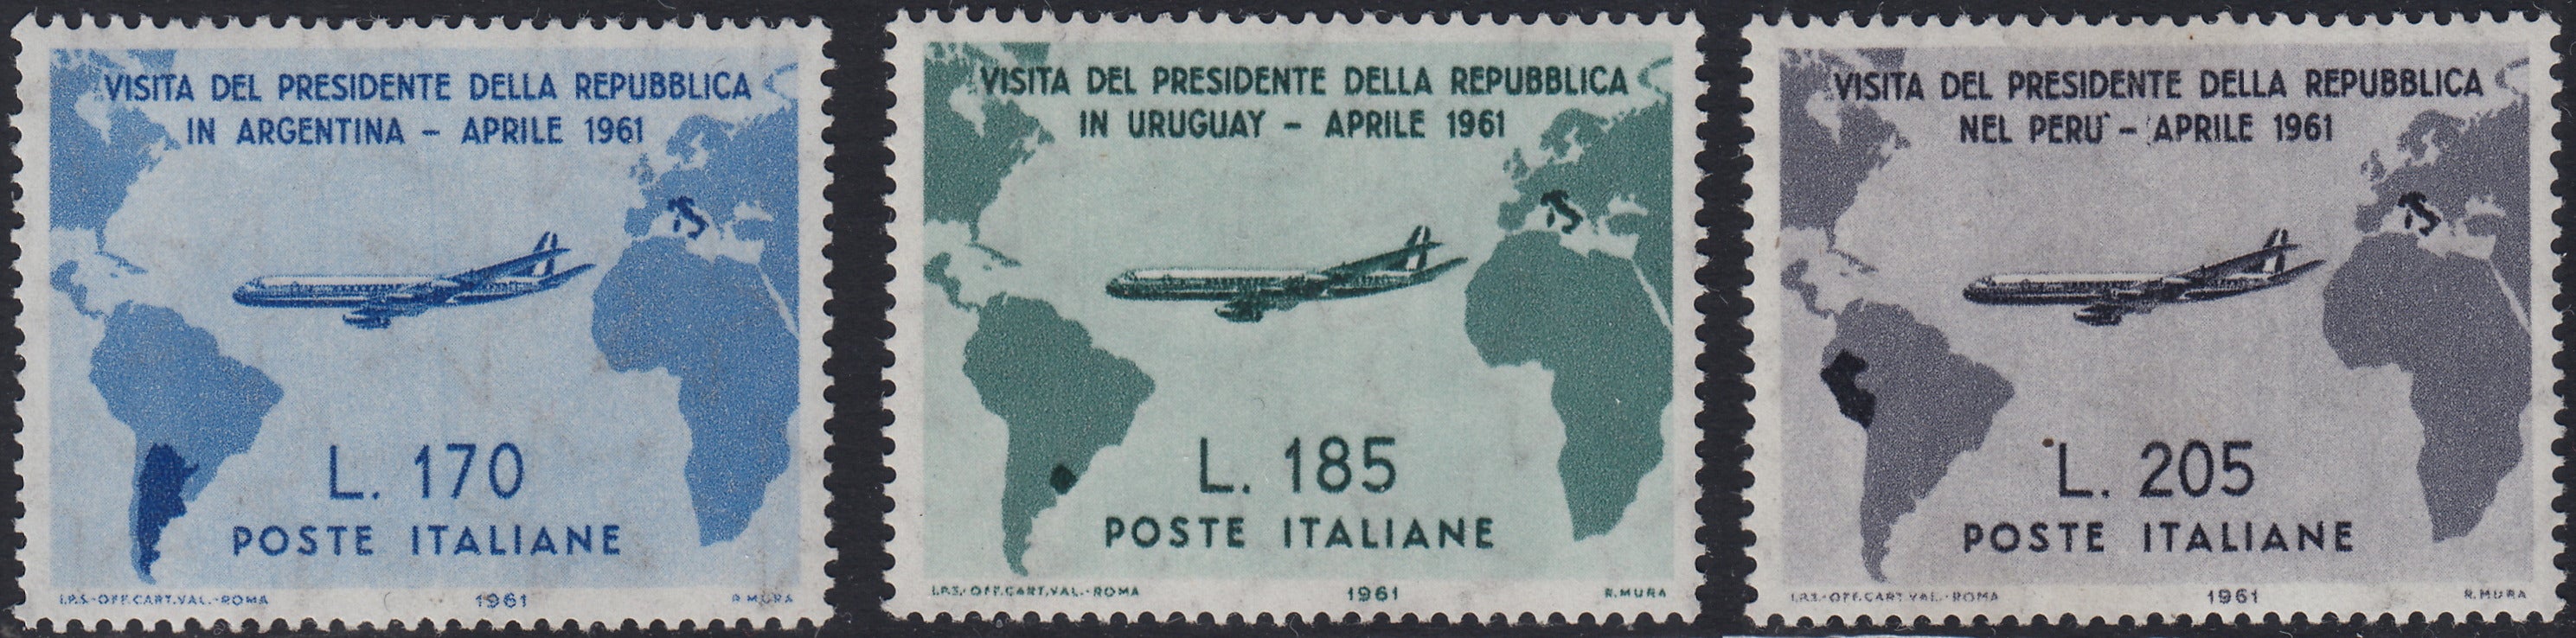 VISITA DEL PRESIDENTE DELLA REPUBBLICA
IN ARGENTINA – APRILE 1961
L. 170
POSTE ITALIANE
I.P.S.-OFF.CART.VAL.-ROMA 1961 R.MURA
VISITA DEL PRESIDENTE DELLA REPUBBLICA
IN URUGUAY – APRILE 1961
L. 185
POSTE ITALIANE
I.P.S.-OFF.CART.VAL.-ROMA 1961 R.MURA
VISITA DEL PRESIDENTE DELLA REPUBBLICA
NEL PERU' – APRILE 1961
L. 205
POSTE ITALIANE
I.P.S.-OFF.CART.VAL.-ROMA 1961 R.MURA